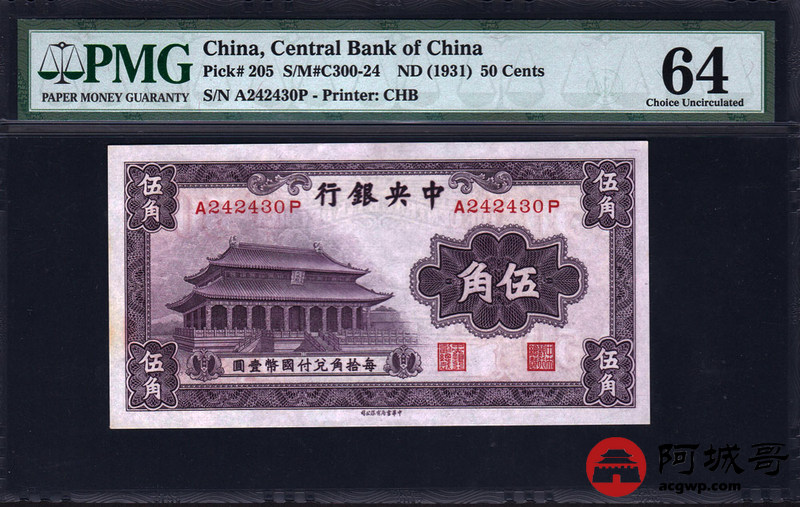 PMG
PAPER MONEY GUARANTY
China, Central Bank of China
Pick# 205 S/M#C300-24 ND (1931) 50 Cents
S/N A242430P - Printer: CHB
64
Choice Uncirculated
伍角
行銀央中
伍角
A242430P
A242430P
角伍
伍角
圓壹幣國付兌角拾每
伍角
阿城哥
acgwp.com